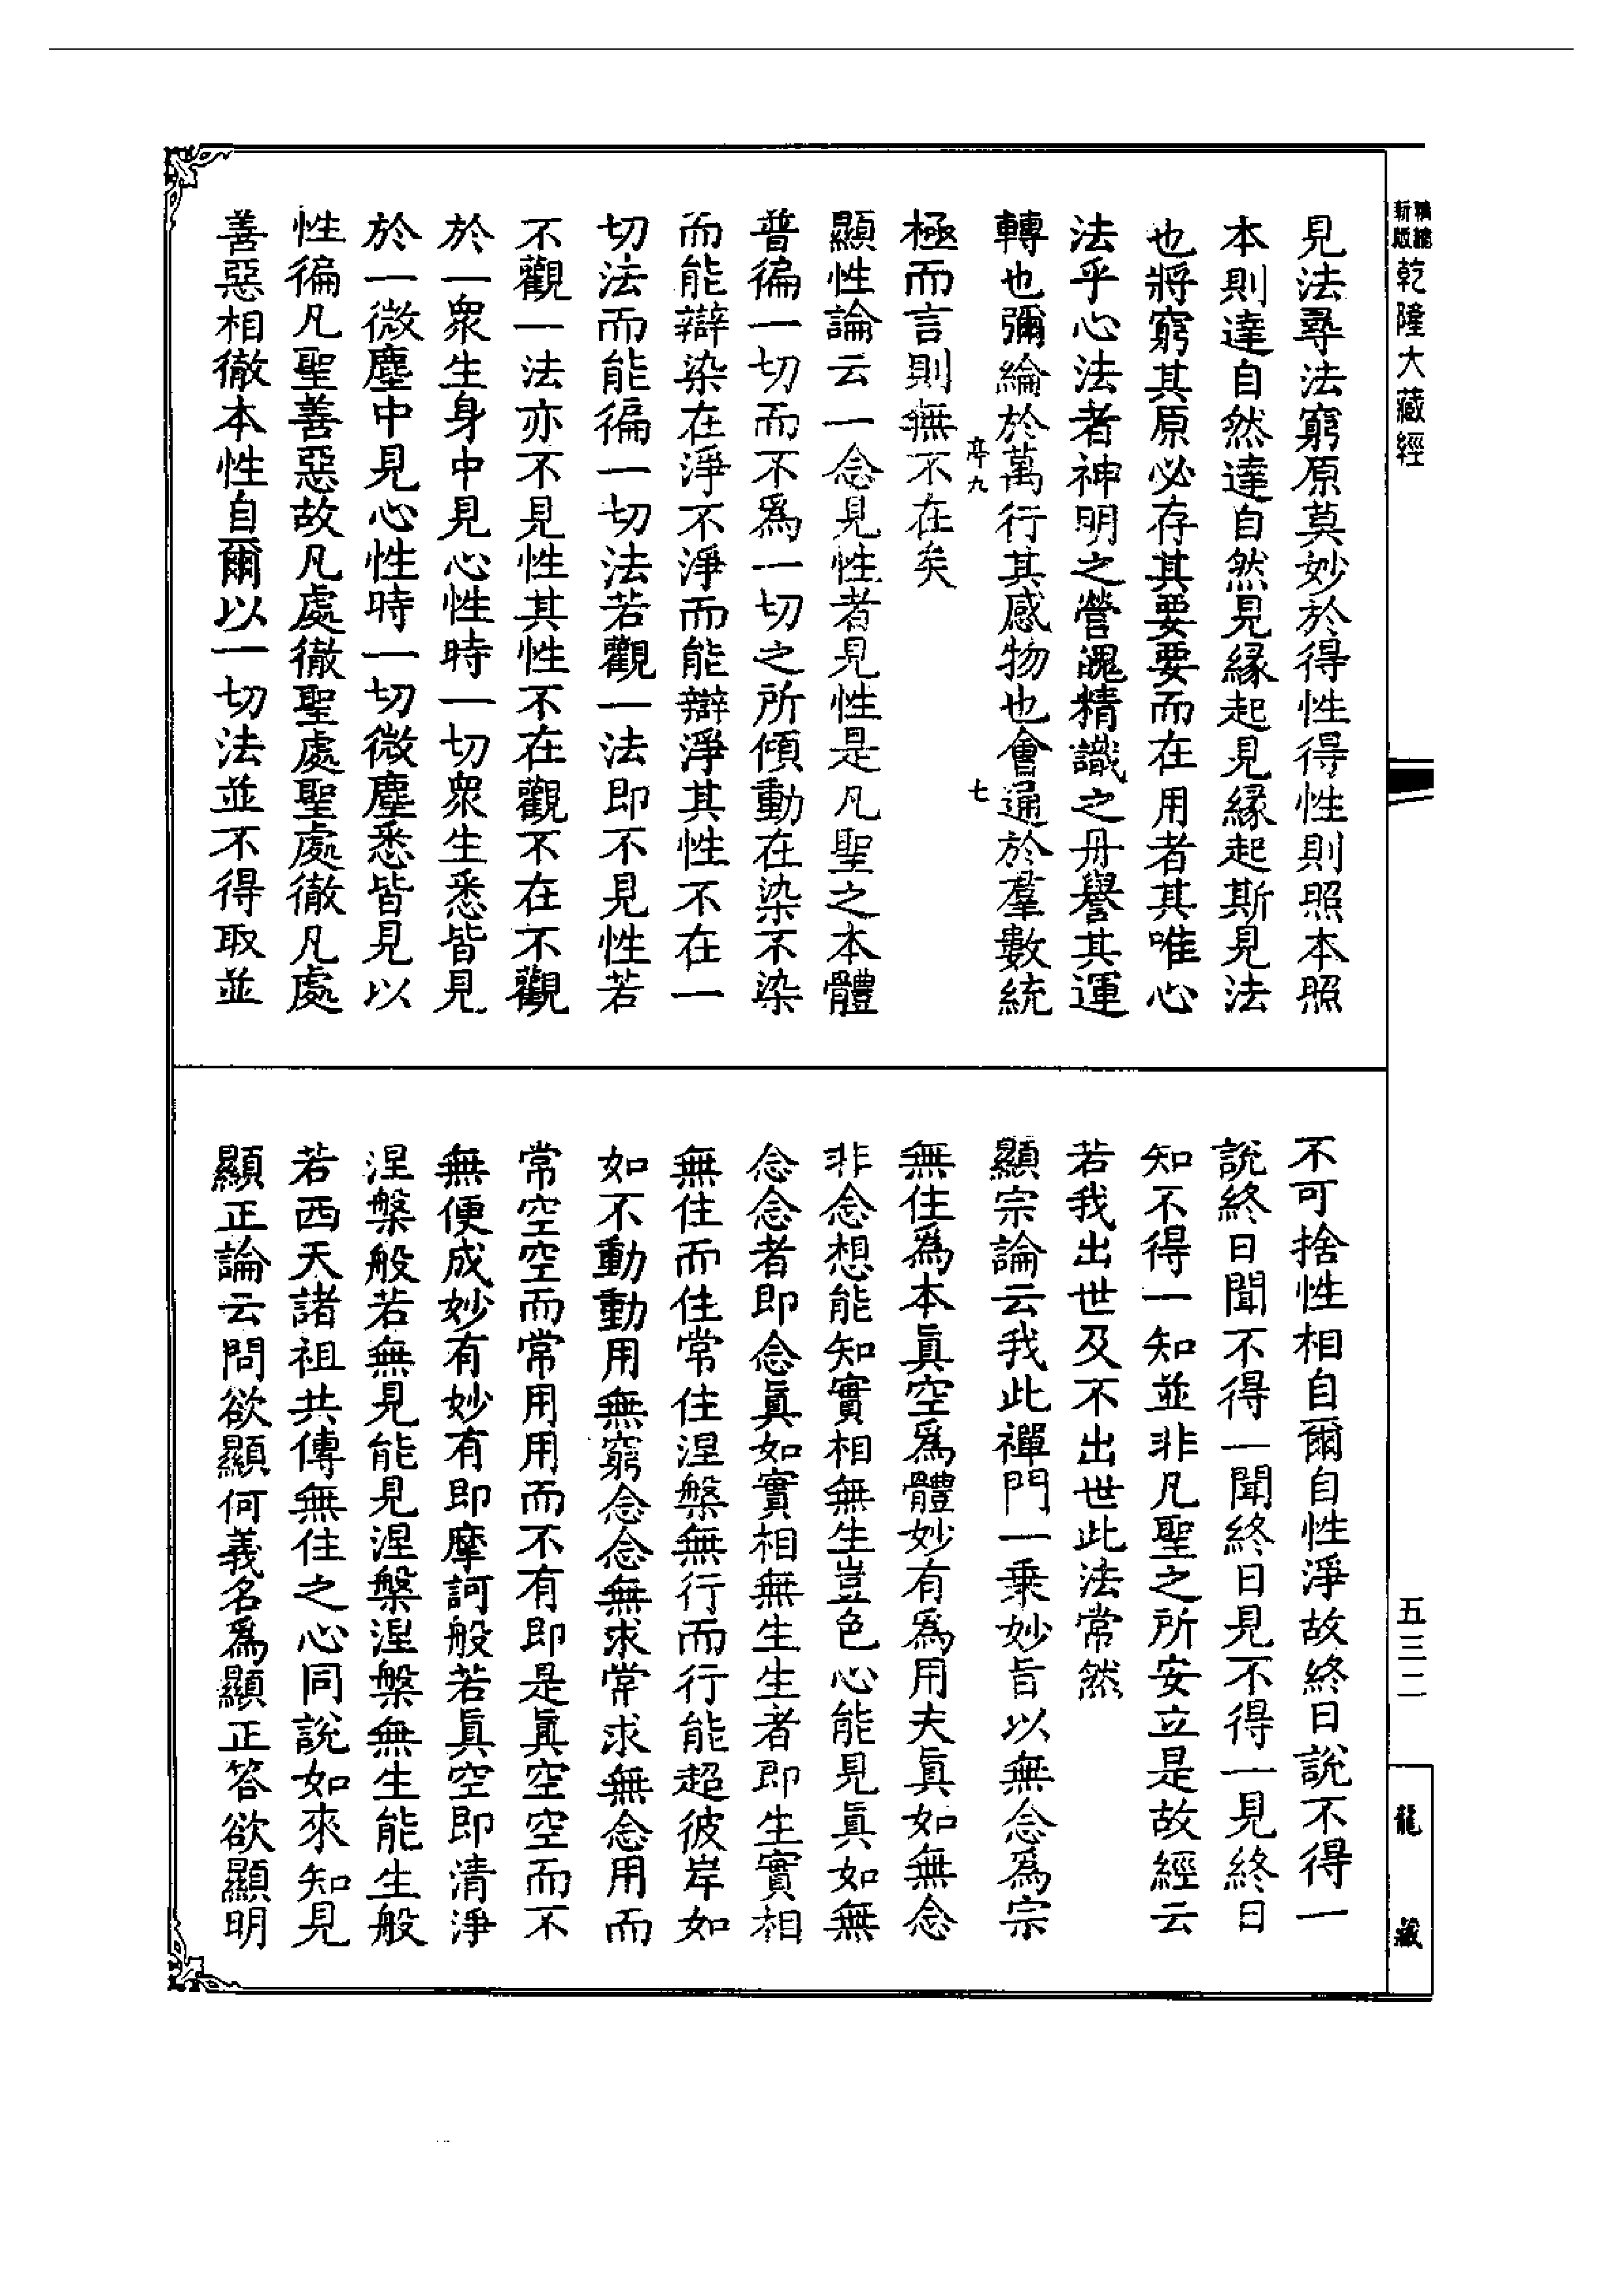 新版
乾隆大藏經
見法尋法窮原莫妙於得性得性則照本照
本則達自然達自然見緣起見緣起斯見法
也將窮其原必存其要要而在用者其唯心
法乎心法者神明之營魄精識之丹譽其運
轉也彌綸於萬行其感物也會通於羣數統
九 七
極而言則無不在矣
顯性論云一念見性者見性是凡聖之本體
普徧一切而不爲一切之所傾動在染不染
而能辯染在淨不淨而能辯淨其性不在一
切法而能徧一切法若觀一法即不見性若
不觀一法亦不見性其性不在觀不在不觀
於一衆生身中見心性時一切衆生悉皆見
於一微塵中見心性時一切微塵悉皆見以
性徧凡聖善惡故凡處徹聖處聖處徹凡處
善惡相徹本性自爾以一切法並不得取並
不可捨性相自爾自性淨故終日說不得一
說終日聞不得一聞終日見不得一見終日
知不得一知並非凡聖之所安立是故經云
若我出世及不出世此法常然
顯宗論云我此禪門一乘妙旨以無念爲宗
無住爲本眞空爲體妙有爲用夫眞如無念
非念想能知實相無生豈色心能見眞如無
念念者即念眞如實相無生生者即生實相
無住而住常住涅槃無行而行能超彼岸如
如不動動用無窮念念無求常求無念用而
常空空而常用用而不有即是眞空空而不
無便成妙有妙有即摩訶般若眞空即清淨
涅槃般若無見能見涅槃涅槃無生能生般
若西天諸祖共傳無住之心同說如來知見
顯正論云問欲顯何義名爲顯正答欲顯明
五三二
龍藏